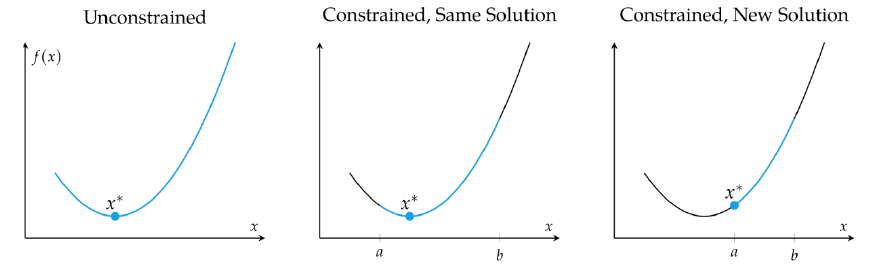 Unconstrained
f(x)
x*
x
Constrained, Same Solution
x*
x
a
b
Constrained, New Solution
x*
x
a
b